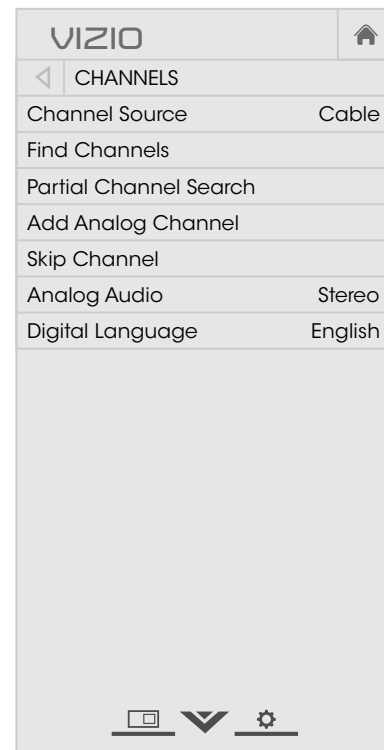 VIZIO
CHANNELS
Channel Source Cable
Find Channels
Partial Channel Search
Add Analog Channel
Skip Channel
Analog Audio Stereo
Digital Language English